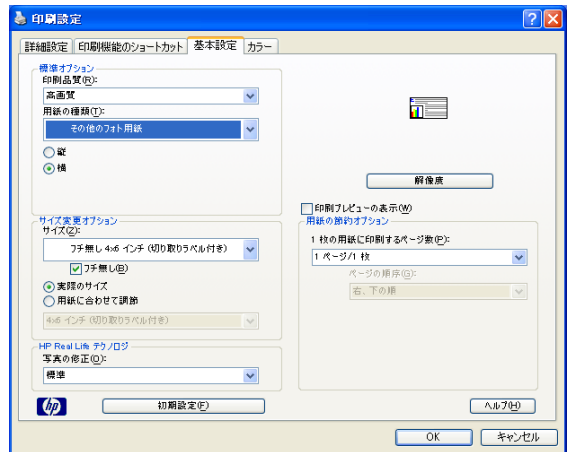 印刷設定
詳細設定 印刷機能のショートカット 基本設定 カラー
標準オプション
印刷品質(R):
高画質
用紙の種類(T):
その他のフォト用紙
縦
横
解像度
印刷プレビューの表示(W)
サイズ変更オプション
サイズ(Z):
フチ無し 4x6 インチ (切り取りラベル付き)
フチ無し(B)
実際のサイズ
用紙に合わせて調節
4x6 インチ (切り取りラベル付き)
用紙の節約オプション
1 枚の用紙に印刷するページ数(P):
1 ページ/1 枚
ページの順序(G):
右、下の順
HP Real Life テクノロジ
写真の修正(O):
標準
hp
初期設定(F)
ヘルプ(H)
OK キャンセル